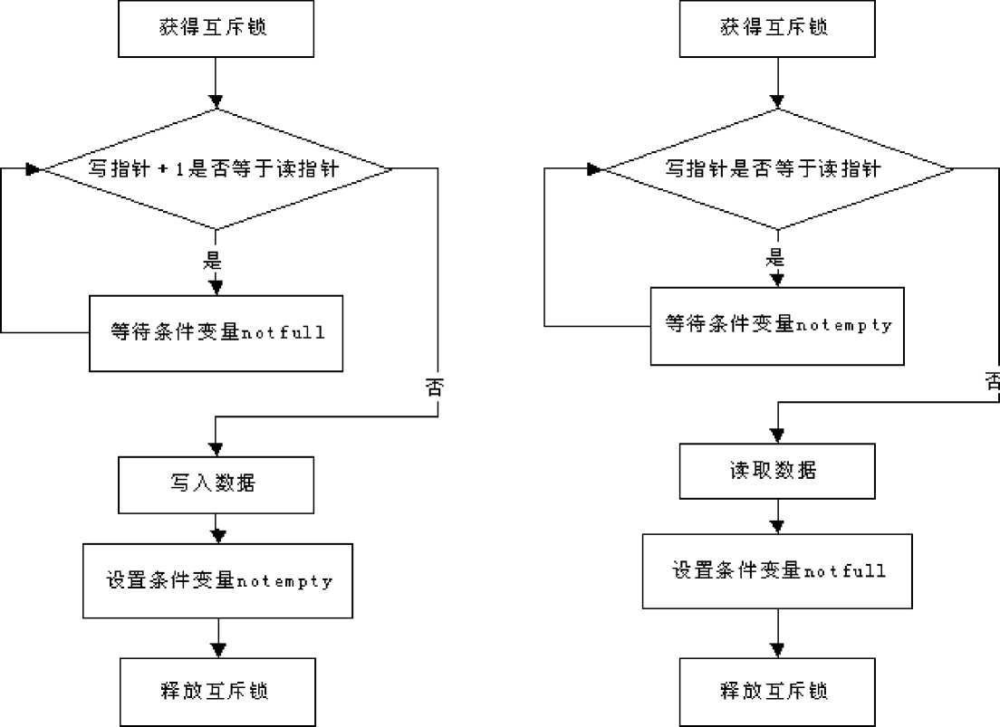 获得互斥锁
写指针+1是否等于读指针
是
等待条件变量notfull
否
写入数据
设置条件变量notempty
释放互斥锁
获得互斥锁
写指针是否等于读指针
是
等待条件变量notempty
否
读取数据
设置条件变量notfull
释放互斥锁